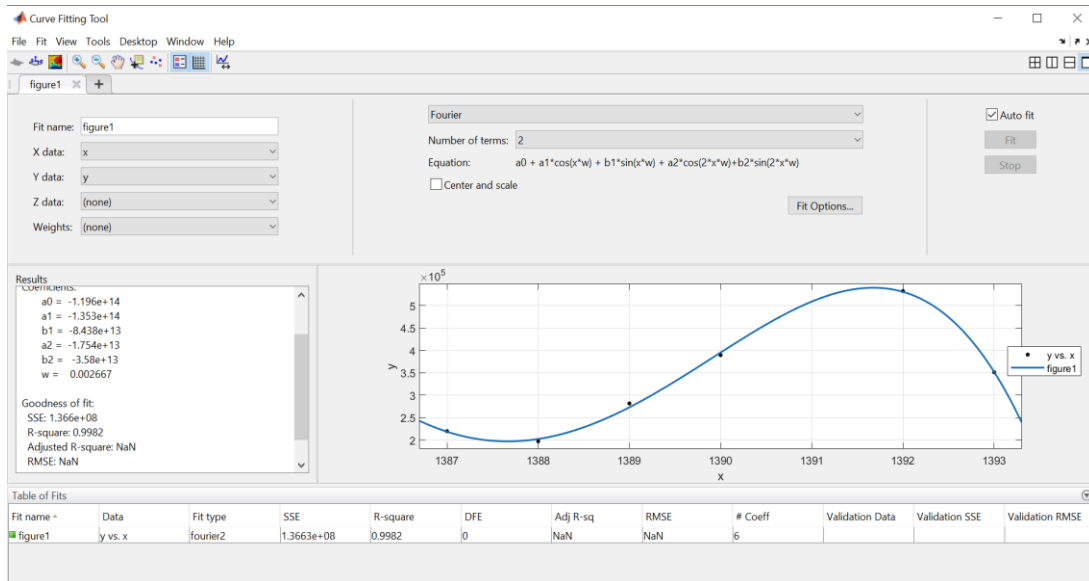 Curve Fitting Tool
File Fit View Tools Desktop Window Help
figure1
Fit name: figure1
X data: x
Y data: y
Z data: (none)
Weights: (none)
Fourier
Number of terms: 2
Equation: a0 + a1*cos(x*w) + b1*sin(x*w) + a2*cos(2*x*w)+b2*sin(2*x*w)
Center and scale
Fit Options...
Auto fit
Fit
Stop
Results
Coefficients:
a0 = -1.196e+14
a1 = -1.353e+14
b1 = -8.438e+13
a2 = -1.754e+13
b2 = -3.58e+13
w = 0.002667
Goodness of fit:
SSE: 1.366e+08
R-square: 0.9982
Adjusted R-square: NaN
RMSE: NaN
×10^5
5
4.5
4
3.5
3
2.5
2
y
1387 1388 1389 1390 1391 1392 1393
x
y vs. x
figure1
Table of Fits
Fit name Data Fit type SSE R-square DFE Adj R-sq RMSE # Coeff Validation Data Validation SSE Validation RMSE
figure1 y vs. x fourier2 1.3663e+08 0.9982 0 NaN NaN 6